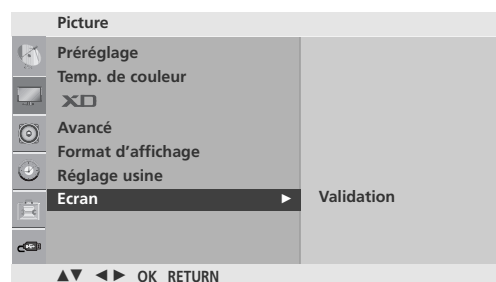 Picture
Préréglage
Temp. de couleur
XD
Avancé
Format d'affichage
Réglage usine
Ecran ► Validation
▲▼ ◄► OK RETURN